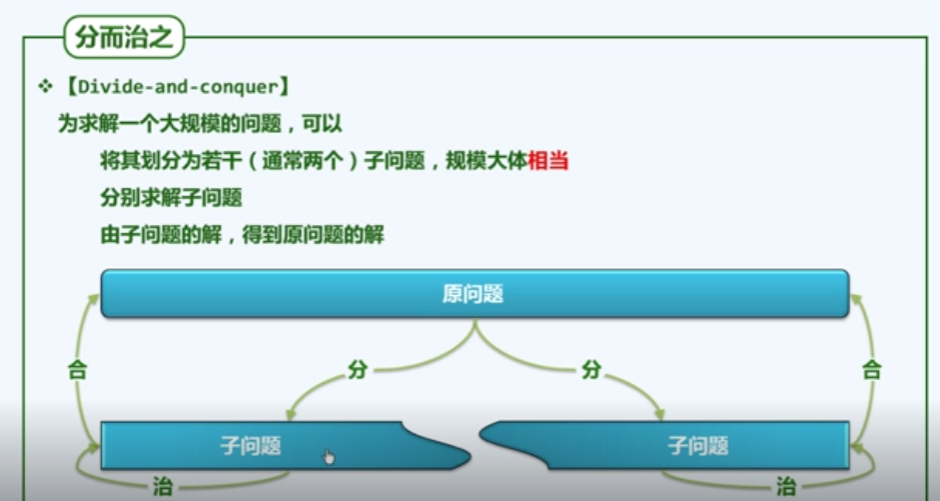 分而治之
❖【Divide-and-conquer】
为求解一个大规模的问题，可以
将其划分为若干（通常两个）子问题，规模大体相当
分别求解子问题
由子问题的解，得到原问题的解
原问题
合 分 分 合
子问题 子问题
治 治